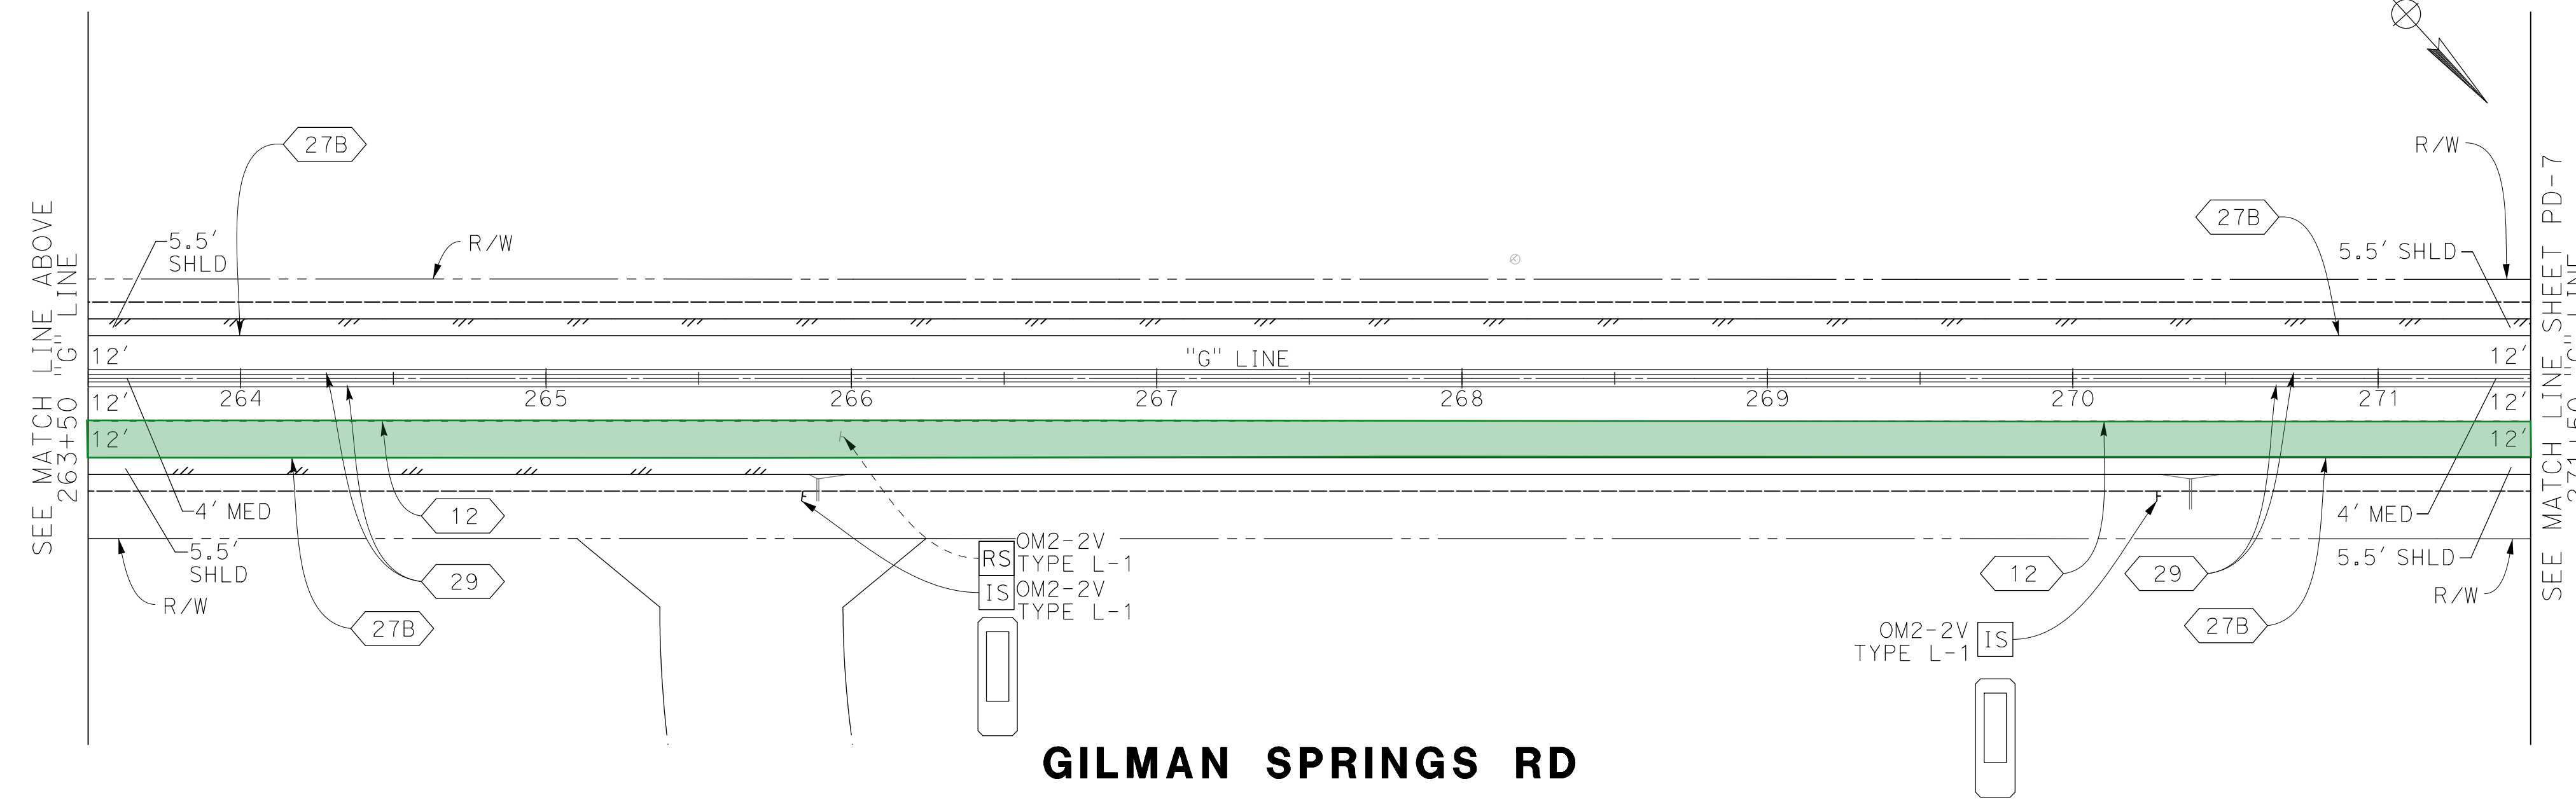 SEE MATCH LINE ABOVE
263+50 "G" LINE
27B
5.5'
SHLD
R/W
12'
12'
12'
"G" LINE
264
265
266
267
268
269
270
271
4' MED
5.5'
SHLD
R/W
12
29
27B
RS
OM2-2V
TYPE L-1
IS
OM2-2V
TYPE L-1
OM2-2V
TYPE L-1
IS
12
29
27B
27B
R/W
5.5' SHLD
12'
12'
12'
4' MED
5.5' SHLD
R/W
SEE MATCH LINE SHEET PD-7
GILMAN SPRINGS RD